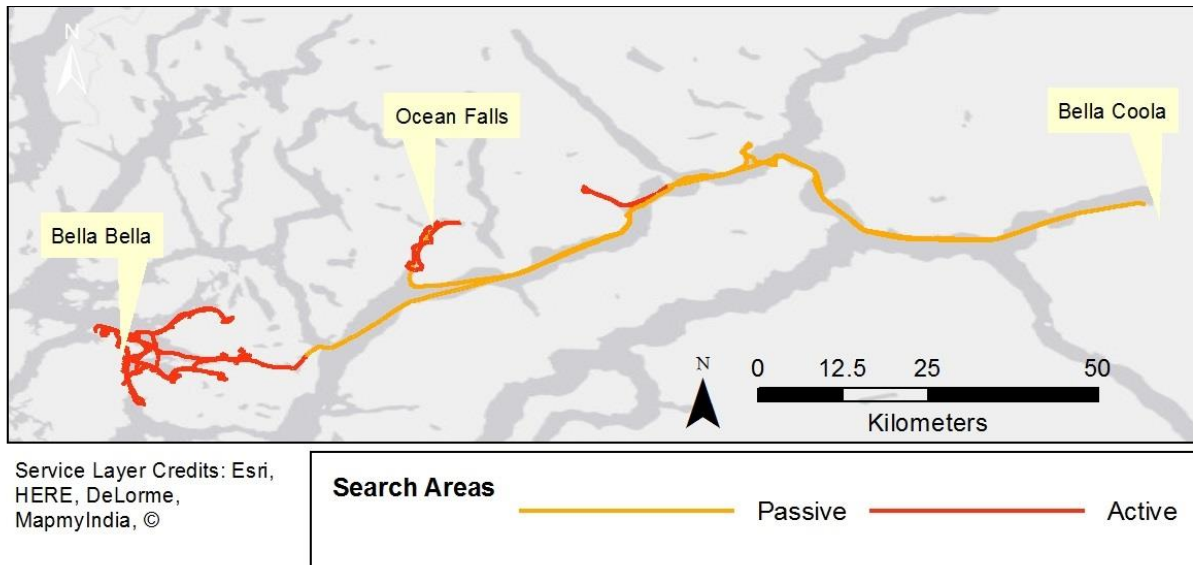 N
Ocean Falls
Bella Coola
Bella Bella
N
0 12.5 25 50
Kilometers
Service Layer Credits: Esri,
HERE, DeLorme,
MapmyIndia, ©
Search Areas
Passive Active